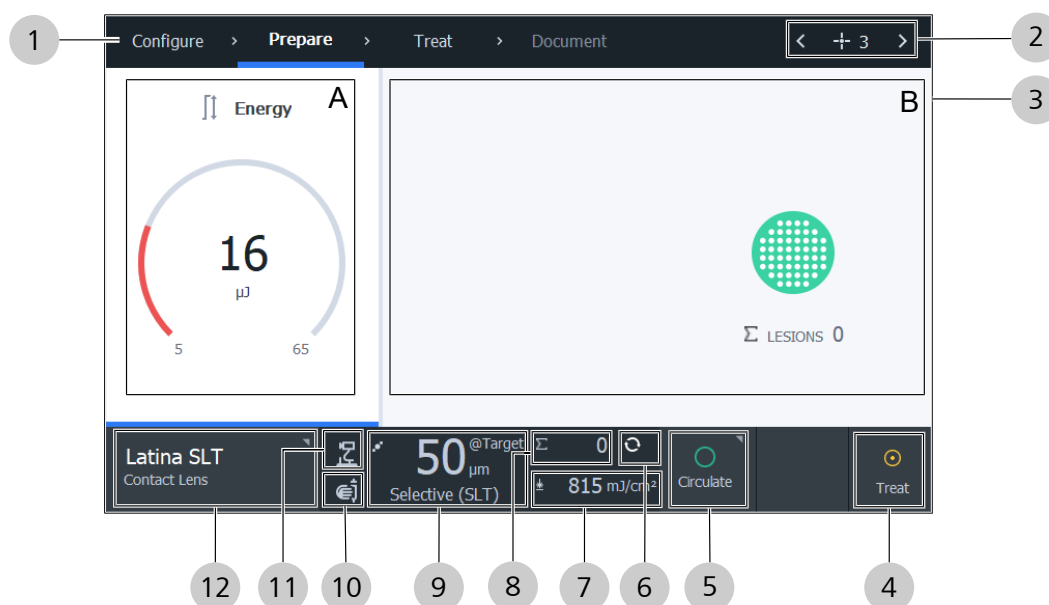 1 Configure > Prepare > Treat > Document < 3 > 2
3
A
Energy
16
µJ
5 65
B
Σ LESIONS 0
Latina SLT
Contact Lens
50 @Target
µm
Selective (SLT)
Σ 0
815 mJ/cm²
Circulate
Treat
12 11 10 9 8 7 6 5 4